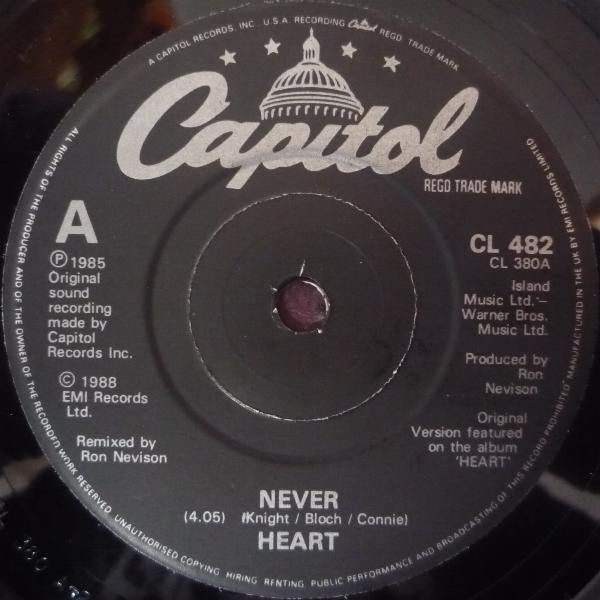 A CAPITOL RECORDS, INC. U.S.A. RECORDING Capitol REGD. TRADE MARK
Capitol
REGD TRADE MARK
A
Ⓟ 1985
Original
sound
recording
made by
Capitol
Records Inc.
© 1988
EMI Records
Ltd.
Remixed by
Ron Nevison
CL 482
CL 380A
Island
Music Ltd.–
Warner Bros.
Music Ltd.
Produced by
Ron
Nevison
Original
Version featured
on the album
'HEART'
NEVER
(4.05) (Knight / Bloch / Connie)
HEART
ALL RIGHTS OF THE PRODUCER AND OF THE OWNER OF THE RECORDED WORK RESERVED. UNAUTHORISED COPYING, HIRING, RENTING, PUBLIC PERFORMANCE AND BROADCASTING OF THIS RECORD PROHIBITED. MANUFACTURED IN THE UK BY EMI RECORDS LIMITED